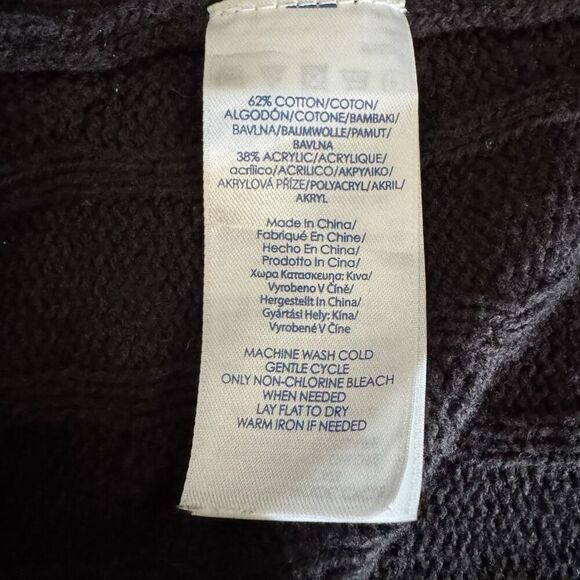 62% COTTON/COTON/
ALGODÓN/COTONE/BAMBAKI/
BAVLNA/BAUMWOLLE/PAMUT/
BAVLNA
38% ACRYLIC/ACRYLIQUE/
acrílico/ACRILICO/ΑΚΡΥΛΙΚΟ/
AKRYLOVÁ PŘÍZE/POLYACRYL/AKRIL/
AKRYL
Made In China/
Fabriqué En Chine/
Hecho En China/
Prodotto In Cina/
Χωρα Κατασκευησ: Κινα/
Vyrobeno V Číně/
Hergestellt In China/
Gyártási Hely: Kína/
Vyrobené V Číne
MACHINE WASH COLD
GENTLE CYCLE
ONLY NON-CHLORINE BLEACH
WHEN NEEDED
LAY FLAT TO DRY
WARM IRON IF NEEDED